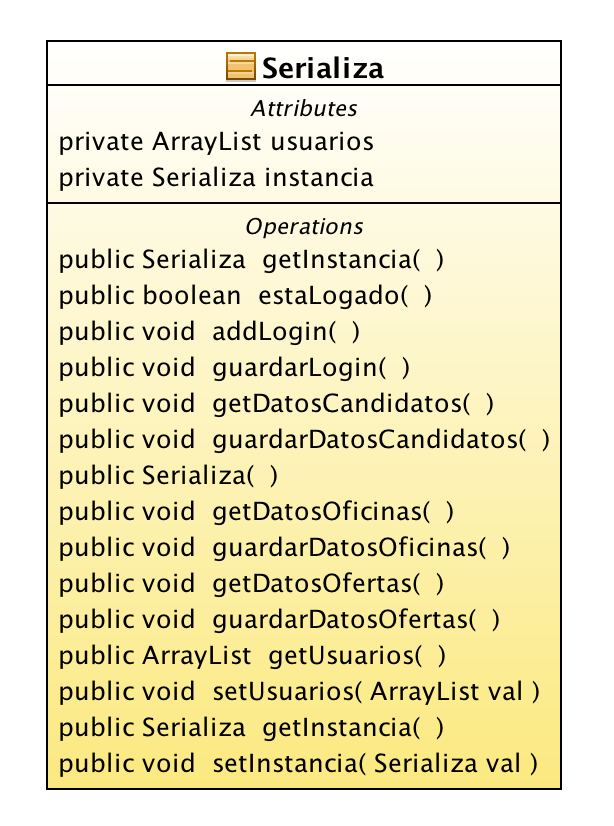 Serializa
Attributes
private ArrayList usuarios
private Serializa instancia
Operations
public Serializa  getInstancia(  )
public boolean  estaLogado(  )
public void  addLogin(  )
public void  guardarLogin(  )
public void  getDatosCandidatos(  )
public void  guardarDatosCandidatos(  )
public Serializa(  )
public void  getDatosOficinas(  )
public void  guardarDatosOficinas(  )
public void  getDatosOfertas(  )
public void  guardarDatosOfertas(  )
public ArrayList  getUsuarios(  )
public void  setUsuarios( ArrayList val )
public Serializa  getInstancia(  )
public void  setInstancia( Serializa val )